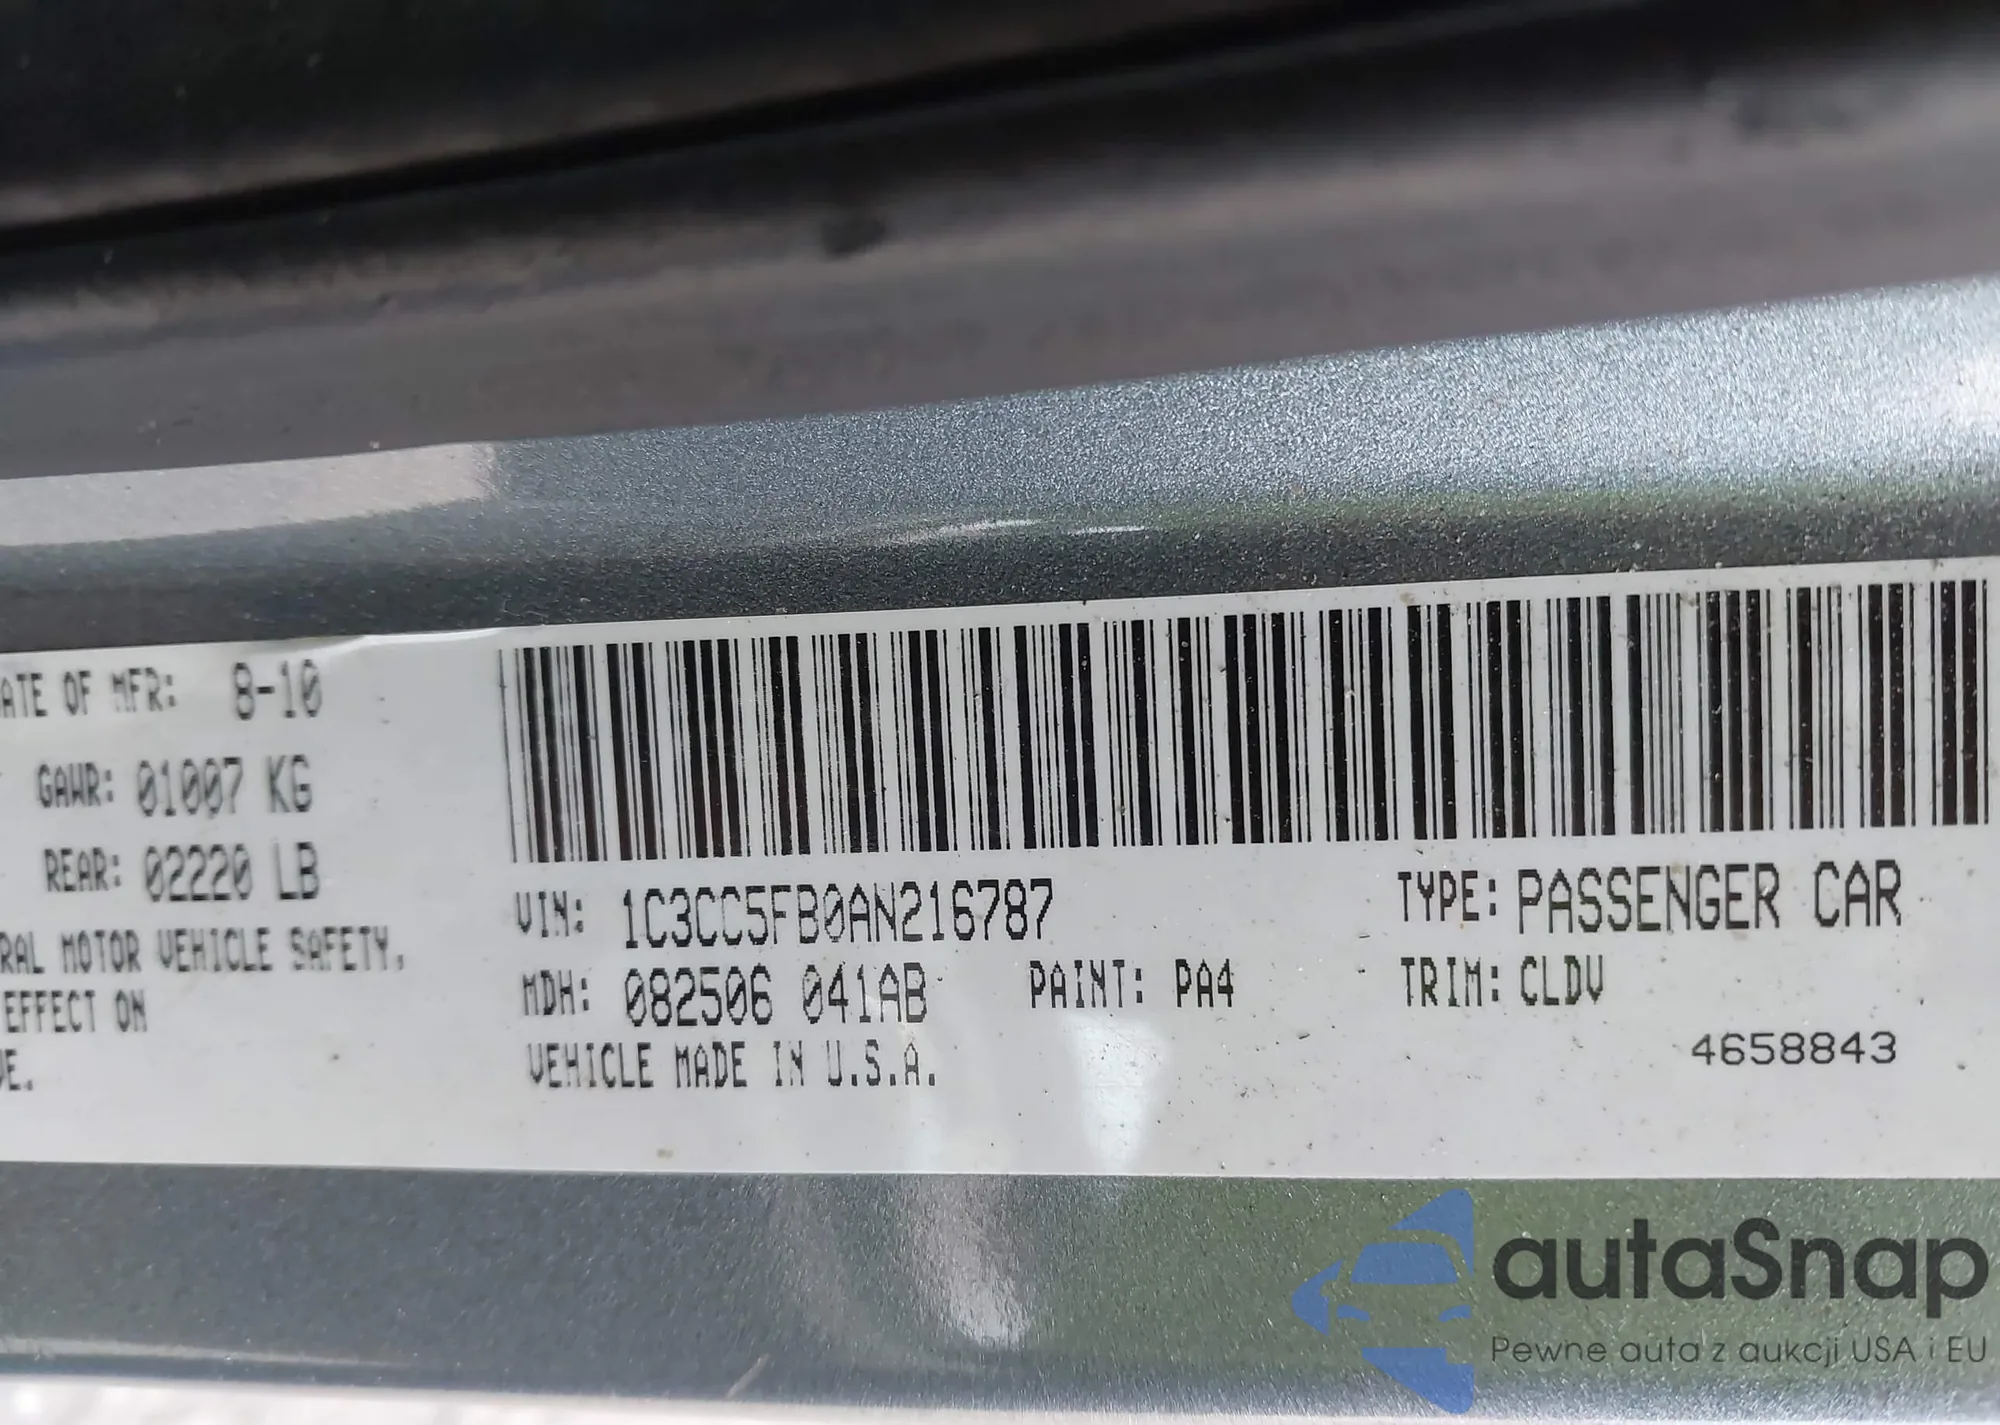 ATE OF MFR: 8-10
GAWR: 01007 KG
REAR: 02220 LB
RAL MOTOR VEHICLE SAFETY,
EFFECT ON
VE.
VIN: 1C3CC5FB0AN216787
TYPE: PASSENGER CAR
MDH: 082506 041AB PAINT: PA4 TRIM: CLDV
VEHICLE MADE IN U.S.A.
4658843
autaSnap
Pewne auta z aukcji USA i EU